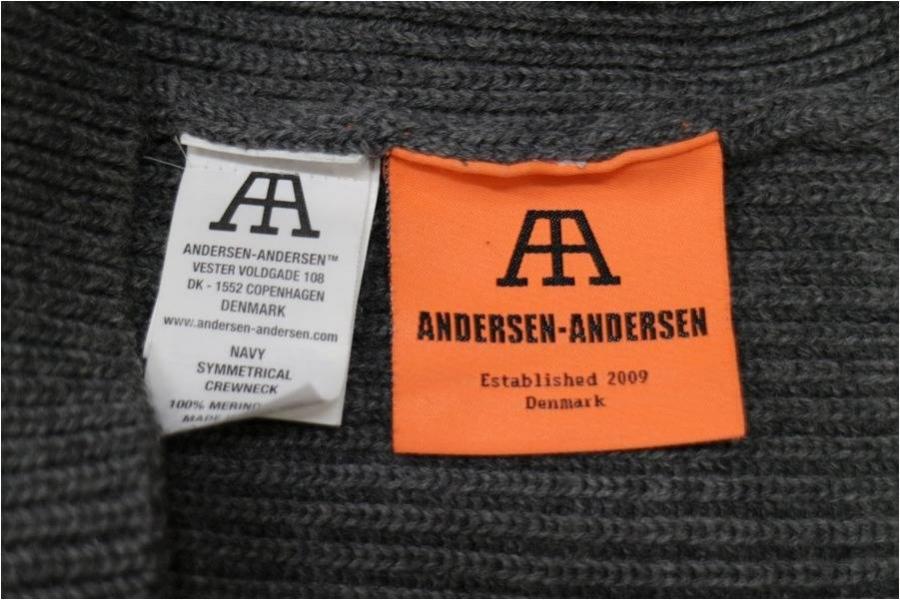 ANDERSEN-ANDERSEN™
VESTER VOLDGADE 108
DK - 1552 COPENHAGEN
DENMARK
www.andersen-andersen.com
NAVY
SYMMETRICAL
CREWNECK
100% MERINO
MADE
ANDERSEN-ANDERSEN
Established 2009
Denmark